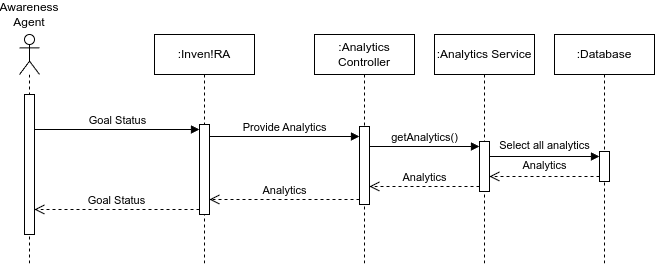 Awareness
Agent
:Inven!RA
:Analytics
Controller
:Analytics Service
:Database
Goal Status
Provide Analytics
getAnalytics()
Select all analytics
Analytics
Analytics
Analytics
Goal Status